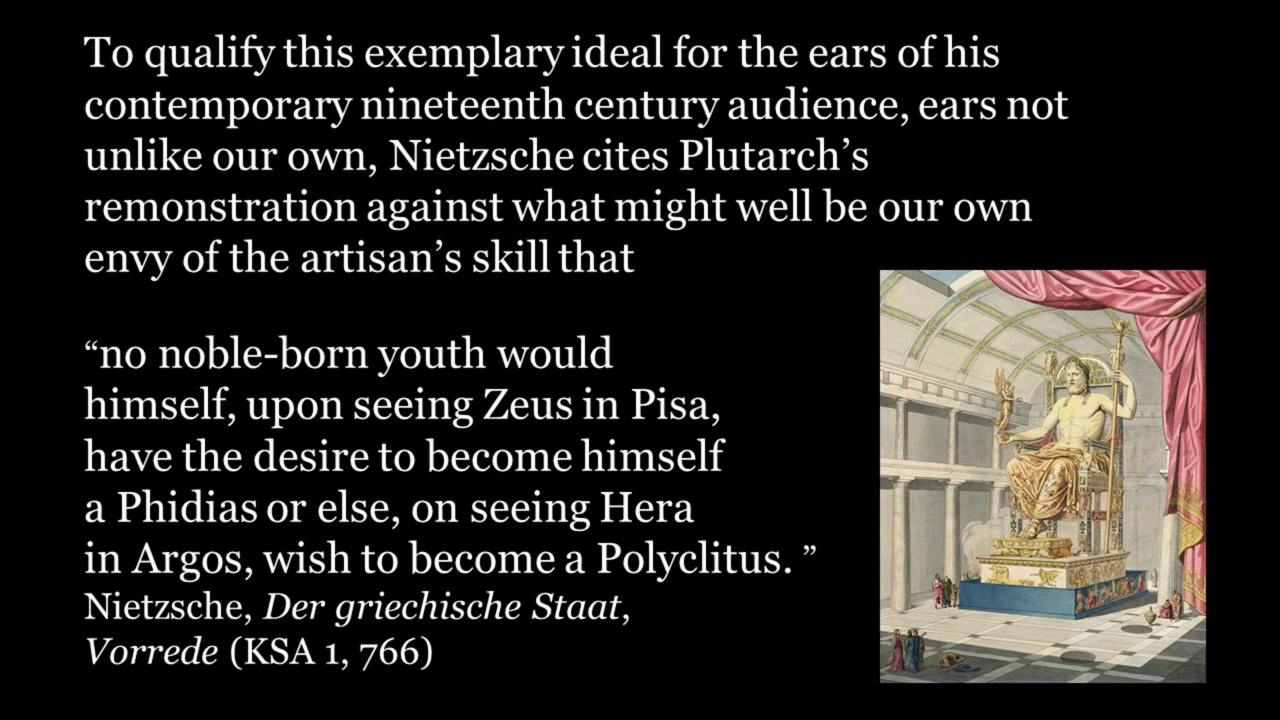 To qualify this exemplary ideal for the ears of his
contemporary nineteenth century audience, ears not
unlike our own, Nietzsche cites Plutarch’s
remonstration against what might well be our own
envy of the artisan’s skill that
“no noble-born youth would
himself, upon seeing Zeus in Pisa,
have the desire to become himself
a Phidias or else, on seeing Hera
in Argos, wish to become a Polyclitus. ”
Nietzsche, Der griechische Staat,
Vorrede (KSA 1, 766)